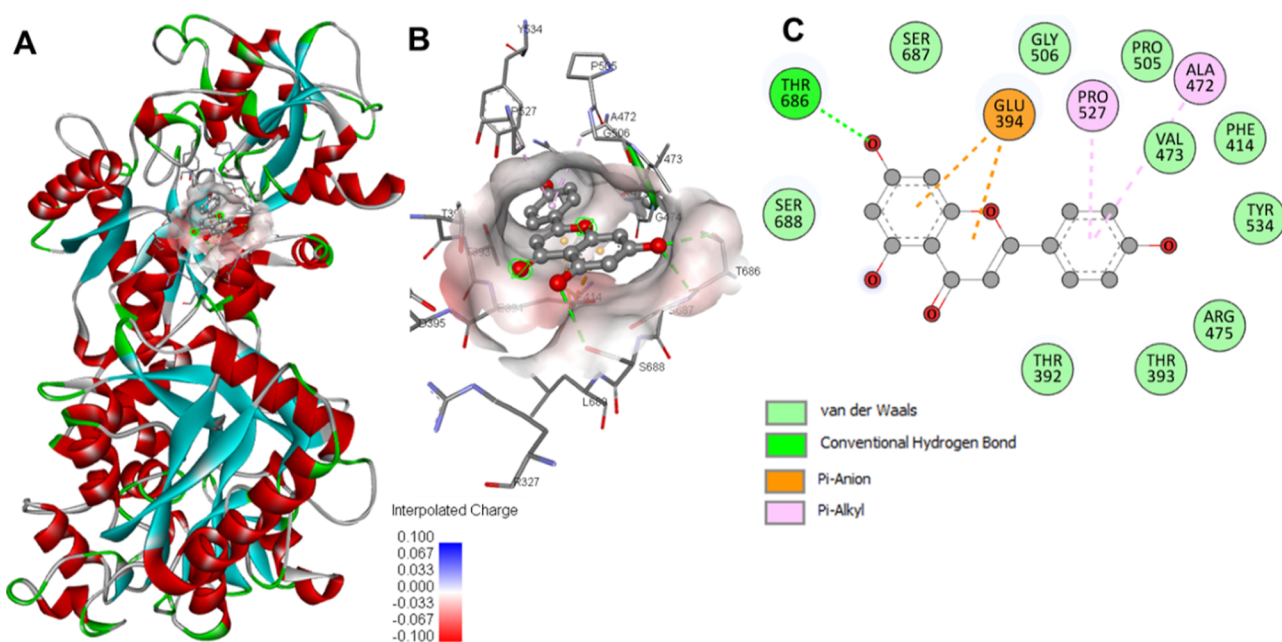 A
B
C
Y534
P505
P527
A472
G506
G474
T686
S688
D395
R327
Interpolated Charge
0.100
0.067
0.033
0.000
-0.033
-0.067
-0.100
SER
687
GLY
506
PRO
505
ALA
472
THR
686
GLU
394
PRO
527
VAL
473
PHE
414
SER
688
TYR
534
ARG
475
THR
392
THR
393
O
O
O
O
O
van der Waals
Conventional Hydrogen Bond
Pi-Anion
Pi-Alkyl